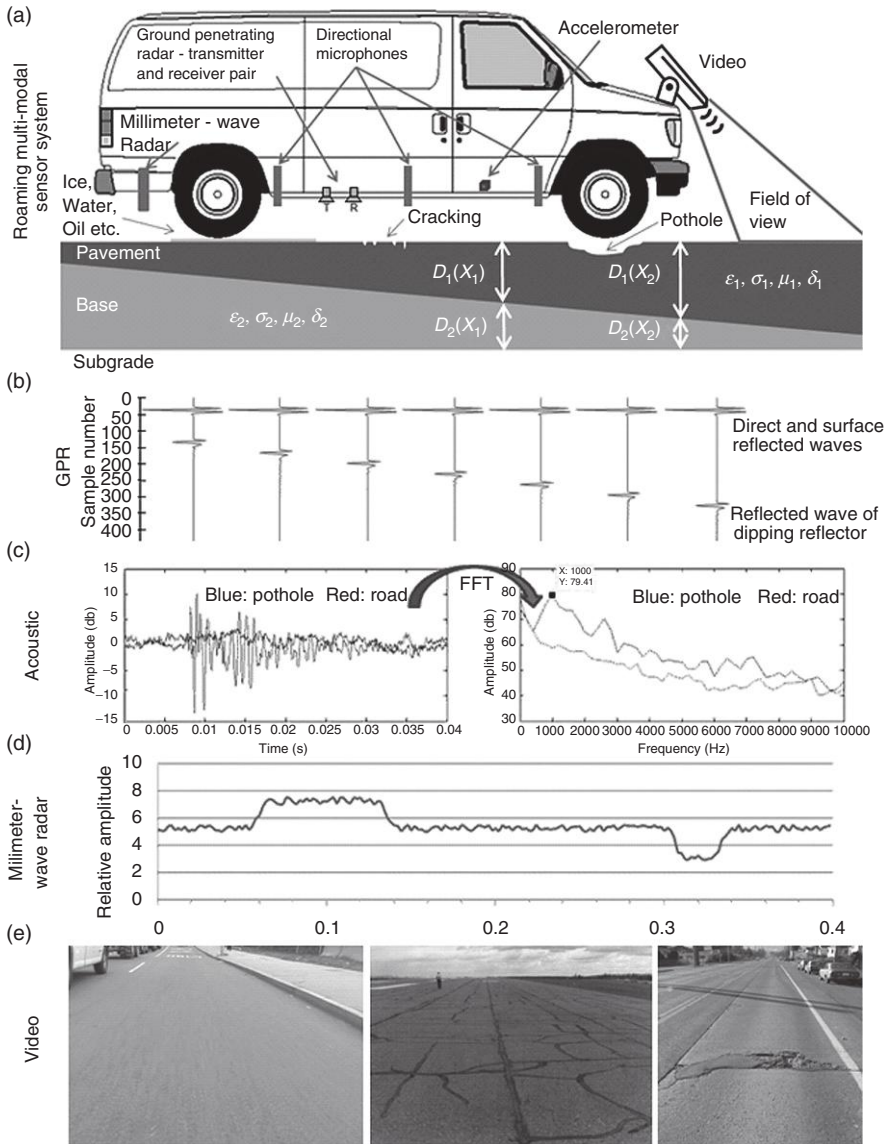 (a)
Roaming multi-modal
sensor system
Ground penetrating
radar - transmitter
and receiver pair
Directional
microphones
Accelerometer
Video
Millimeter - wave
Radar
Ice,
Water,
Oil etc.
T R
Cracking
Pothole
Field of
view
Pavement
D₁(X₁)
D₁(X₂)
ε₁, σ₁, μ₁, δ₁
Base
ε₂, σ₂, μ₂, δ₂
D₂(X₁)
D₂(X₂)
Subgrade
(b)
GPR
Sample number
0
50
100
150
200
250
300
350
400
Direct and surface
reflected waves
Reflected wave of
dipping reflector
(c)
Acoustic
Amplitude (db)
15
10
5
0
−5
−10
−15
Blue: pothole Red: road
0 0.005 0.01 0.015 0.02 0.025 0.03 0.035 0.04
Time (s)
FFT
Amplitude (db)
90
80
70
60
50
40
30
X: 1000
Y: 79.41
Blue: pothole Red: road
0 1000 2000 3000 4000 5000 6000 7000 8000 9000 10000
Frequency (Hz)
(d)
Milimeter-
wave radar
Relative amplitude
10
8
6
4
2
0
0 0.1 0.2 0.3 0.4
(e)
Video